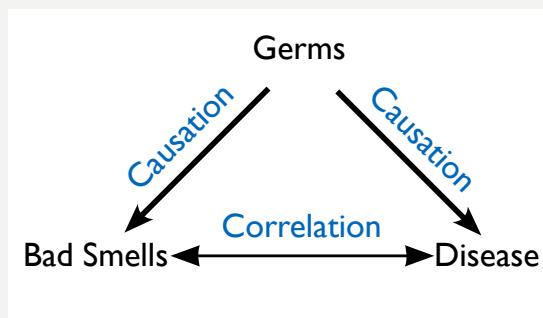 Germs
Causation
Causation
Correlation
Bad Smells
Disease